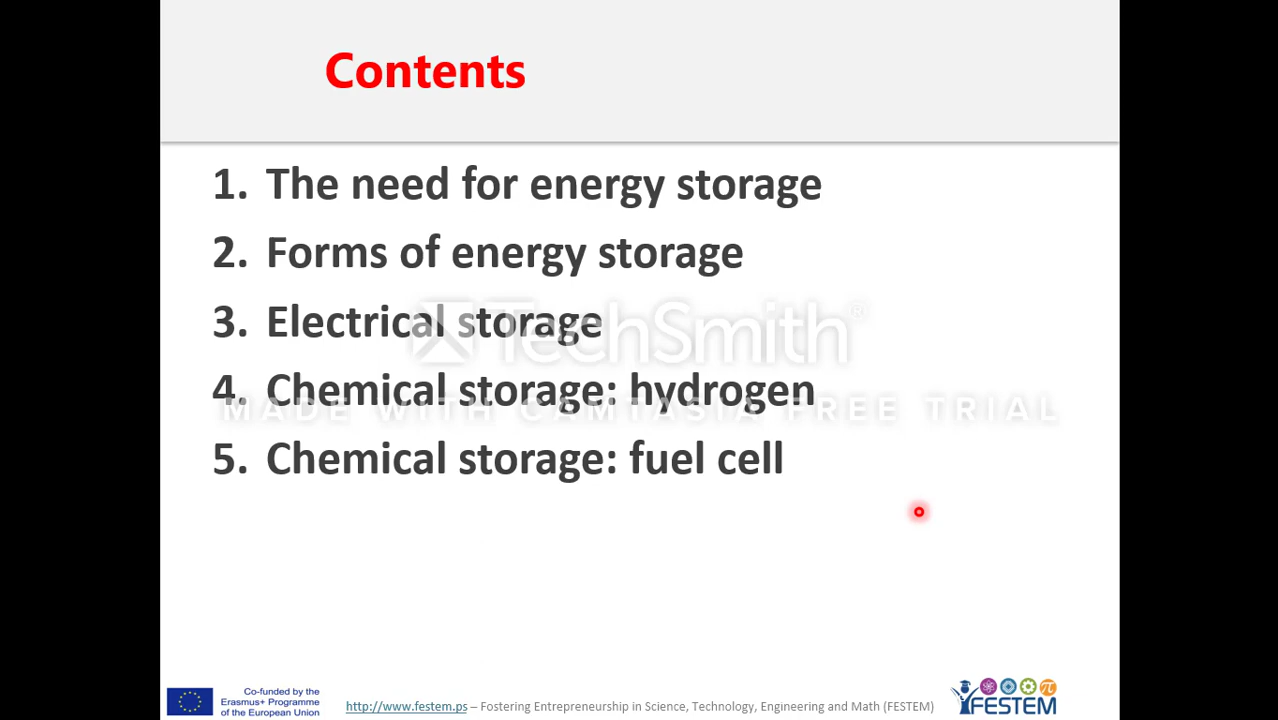 Contents
1. The need for energy storage
2. Forms of energy storage
3. Electrical storage
TechSmith®
4. Chemical storage: hydrogen
MADE WITH CAMTASIA FREE TRIAL
5. Chemical storage: fuel cell
Co-funded by the
Erasmus+ Programme
of the European Union
http://www.festem.ps – Fostering Entrepreneurship in Science, Technology, Engineering and Math (FESTEM)
π
FESTEM